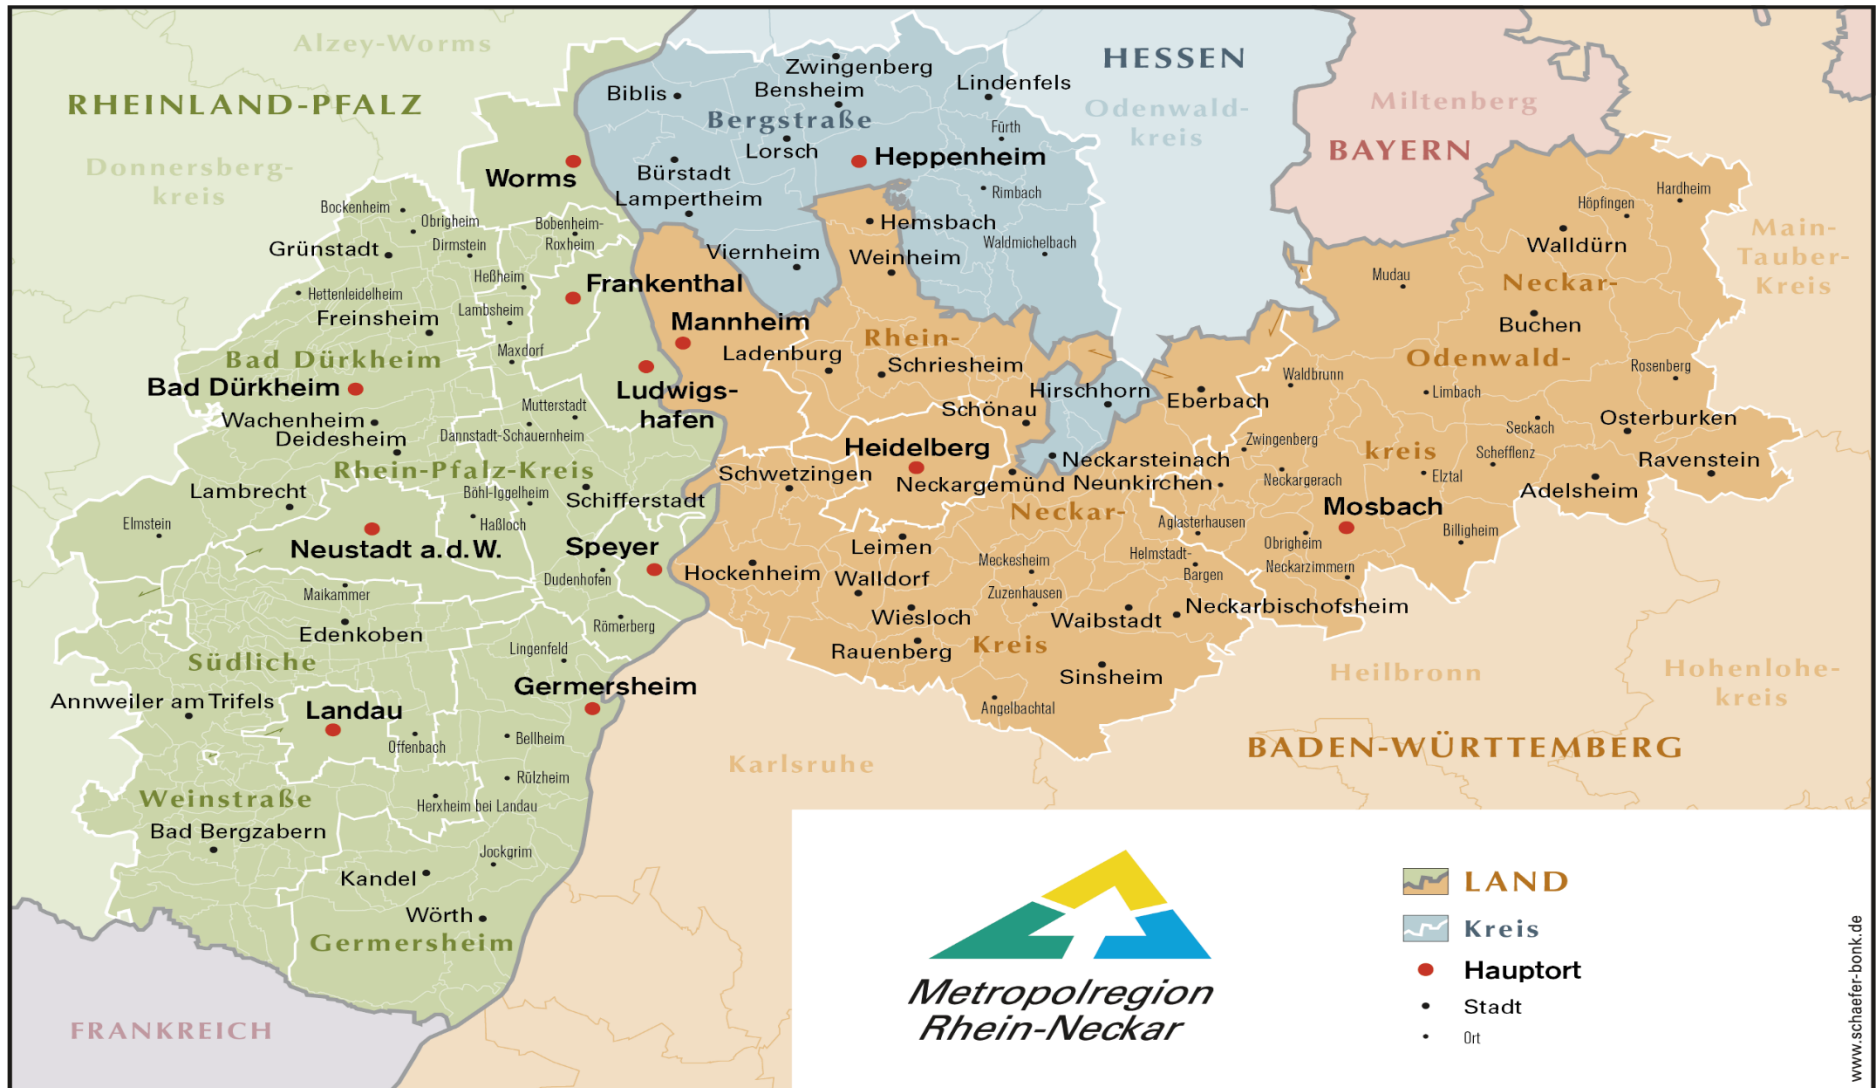 Alzey-Worms
RHEINLAND-PFALZ
Donnersberg-
kreis
HESSEN
Odenwald-
kreis
Miltenberg
BAYERN
Main-
Tauber-
Kreis
Zwingenberg
Bensheim
Lindenfels
Biblis
Bergstraße
Fürth
Lorsch
Heppenheim
Bürstadt
Lampertheim
Rimbach
Viernheim
Hemsbach
Weinheim
Waldmichelbach
Worms
Bockenheim
Obrigheim
Dirmstein
Bobenheim-
Roxheim
Grünstadt
Heßheim
Hettenleidelheim
Frankenthal
Freinsheim
Lambsheim
Bad Dürkheim
Maxdorf
Bad Dürkheim
Ludwigs-
hafen
Wachenheim
Mutterstadt
Deidesheim
Dannstadt-Schauernheim
Rhein-Pfalz-Kreis
Lambrecht
Böhl-Iggelheim
Schifferstadt
Elmstein
Haßloch
Neustadt a.d.W.
Speyer
Dudenhofen
Maikammer
Edenkoben
Römerberg
Südliche
Lingenfeld
Annweiler am Trifels
Landau
Germersheim
Offenbach
Bellheim
Rülzheim
Weinstraße
Herxheim bei Landau
Bad Bergzabern
Jockgrim
Kandel
Wörth
Germersheim
FRANKREICH
Mannheim
Ladenburg
Rhein-
Schriesheim
Hirschhorn
Schönau
Eberbach
Heidelberg
Schwetzingen
Neckargemünd
Neckarsteinach
Neunkirchen
Neckar-
Leimen
Hockenheim
Walldorf
Meckesheim
Aglasterhausen
Helmstadt-
Bargen
Zuzenhausen
Wiesloch
Waibstadt
Neckarbischofsheim
Rauenberg
Kreis
Sinsheim
Angelbachtal
Hardheim
Höpfingen
Walldürn
Mudau
Neckar-
Buchen
Odenwald-
Waldbrunn
Limbach
Rosenberg
Seckach
Osterburken
Zwingenberg
kreis
Schefflenz
Ravenstein
Neckargerach
Elztal
Adelsheim
Mosbach
Obrigheim
Billigheim
Neckarzimmern
Heilbronn
Hohenlohe-
kreis
Karlsruhe
BADEN-WÜRTTEMBERG
Metropolregion
Rhein-Neckar
LAND
Kreis
Hauptort
Stadt
Ort
www.schaefer-bonk.de